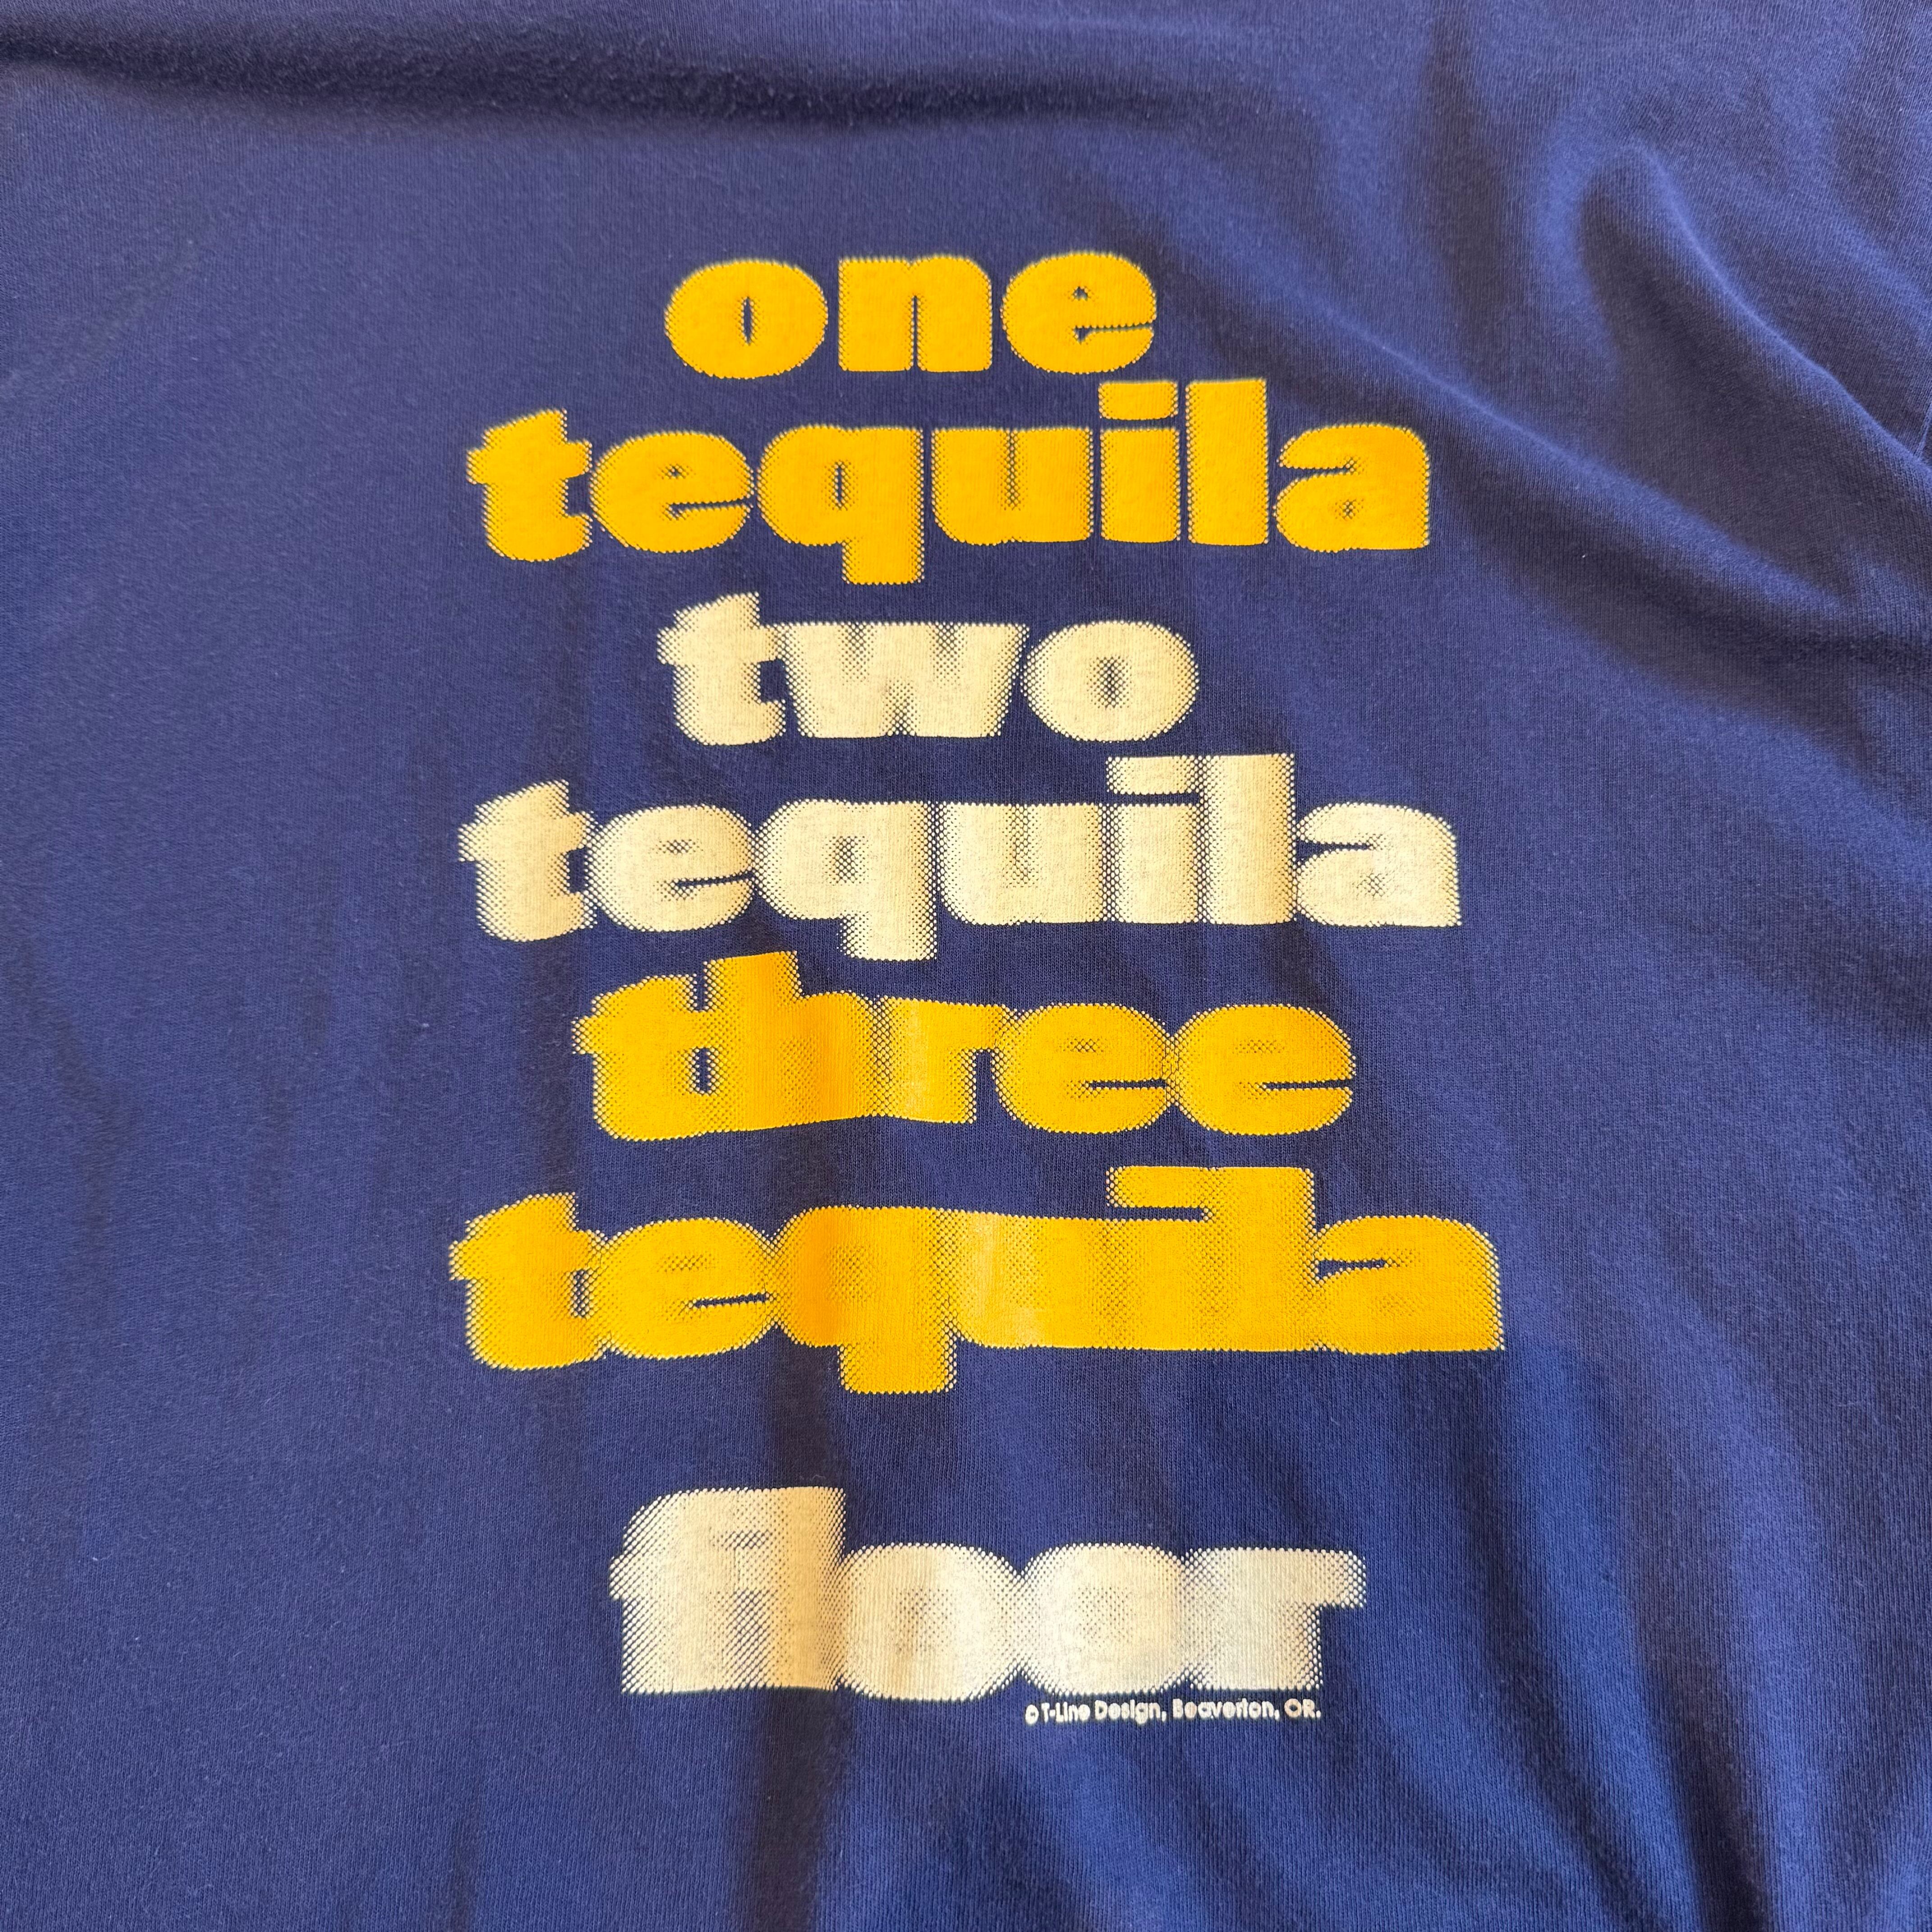 one
tequila
two
tequila
three
tequila
floor
© T-Line Design, Beaverton, OR.